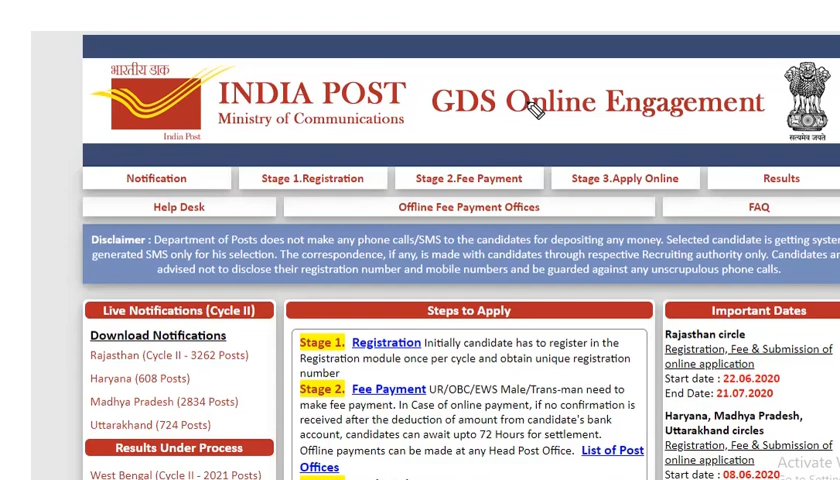 भारतीय डाक
India Post
INDIA POST
Ministry of Communications
GDS Online Engagement
सत्यमेव जयते
Notification
Stage 1.Registration
Stage 2.Fee Payment
Stage 3.Apply Online
Results
Help Desk
Offline Fee Payment Offices
FAQ
Disclaimer : Department of Posts does not make any phone calls/SMS to the candidates for depositing any money. Selected candidate is getting system
generated SMS only for his selection. The correspondence, if any, is made with candidates through respective Recruiting authority only. Candidates
advised not to disclose their registration number and mobile numbers and be guarded against any unscrupulous phone calls.
Live Notifications (Cycle II)
Download Notifications
Rajasthan (Cycle II - 3262 Posts)
Haryana (608 Posts)
Madhya Pradesh (2834 Posts)
Uttarakhand (724 Posts)
Results Under Process
West Bengal (Cycle II - 2021 Posts)
Steps to Apply
Stage 1. Registration Initially candidate has to register in the
Registration module once per cycle and obtain unique registration
number
Stage 2. Fee Payment UR/OBC/EWS Male/Trans-man need to
make fee payment. In Case of online payment, if no confirmation is
received after the deduction of amount from candidate's bank
account, candidates can await upto 72 Hours for settlement.
Offline payments can be made at any Head Post Office. List of Post
Offices
Important Dates
Rajasthan circle
Registration, Fee & Submission of
online application
Start date : 22.06.2020
End Date: 21.07.2020
Haryana, Madhya Pradesh,
Uttarakhand circles
Registration, Fee & Submission of
online application
Start date : 08.06.2020
Activate
Go to